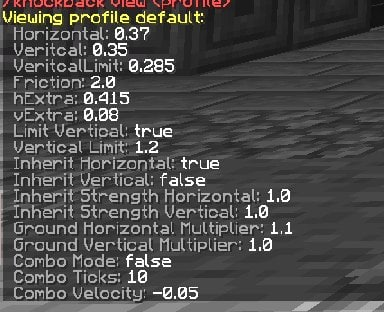 /knockback view <profile>
Viewing profile default:
Horizontal: 0.37
Veritcal: 0.35
VeritcalLimit: 0.285
Friction: 2.0
hExtra: 0.415
vExtra: 0.08
Limit Vertical: true
Vertical Limit: 1.2
Inherit Horizontal: true
Inherit Vertical: false
Inherit Strength Horizontal: 1.0
Inherit Strength Vertical: 1.0
Ground Horizontal Multiplier: 1.1
Ground Vertical Multiplier: 1.0
Combo Mode: false
Combo Ticks: 10
Combo Velocity: -0.05